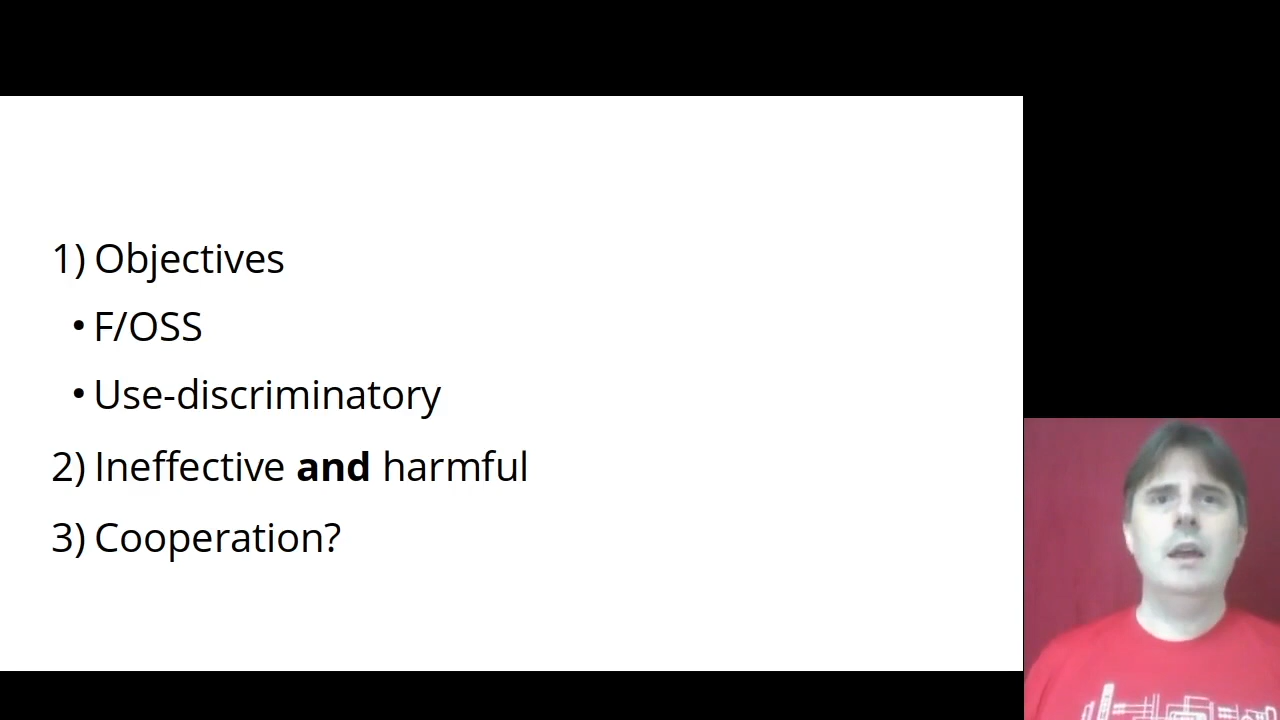 1) Objectives
• F/OSS
• Use-discriminatory
2) Ineffective and harmful
3) Cooperation?